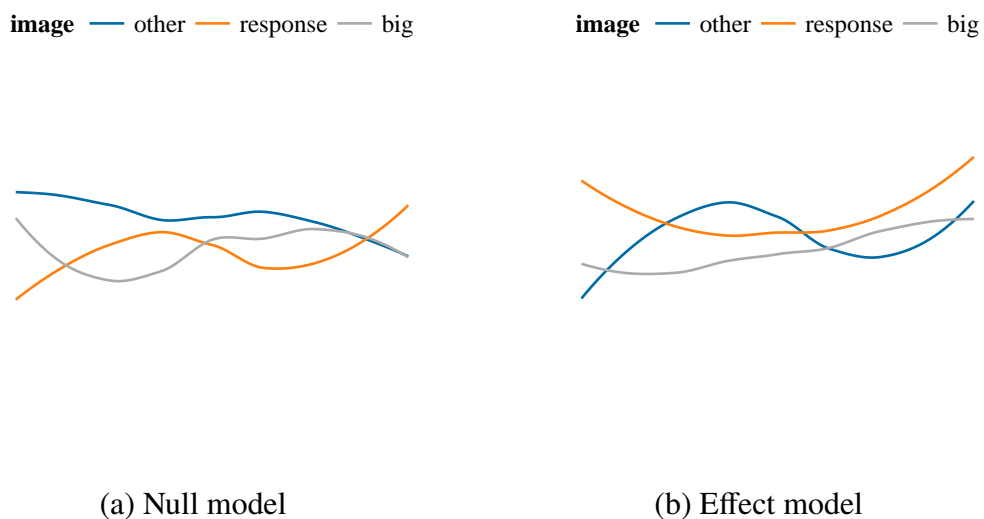 image other response big
image other response big
(a) Null model
(b) Effect model